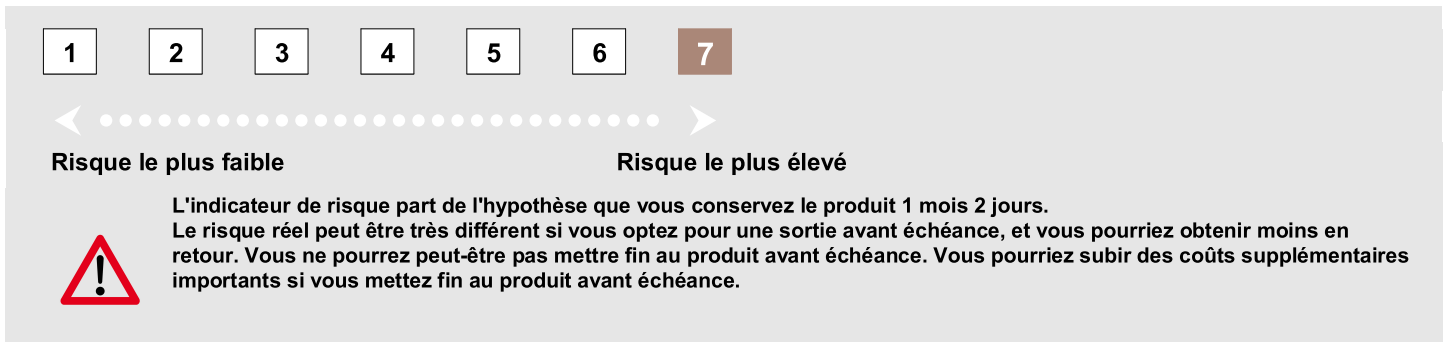 1 2 3 4 5 6 7
Risque le plus faible Risque le plus élevé
L'indicateur de risque part de l'hypothèse que vous conservez le produit 1 mois 2 jours.
Le risque réel peut être très différent si vous optez pour une sortie avant échéance, et vous pourriez obtenir moins en
retour. Vous ne pourrez peut-être pas mettre fin au produit avant échéance. Vous pourriez subir des coûts supplémentaires
importants si vous mettez fin au produit avant échéance.